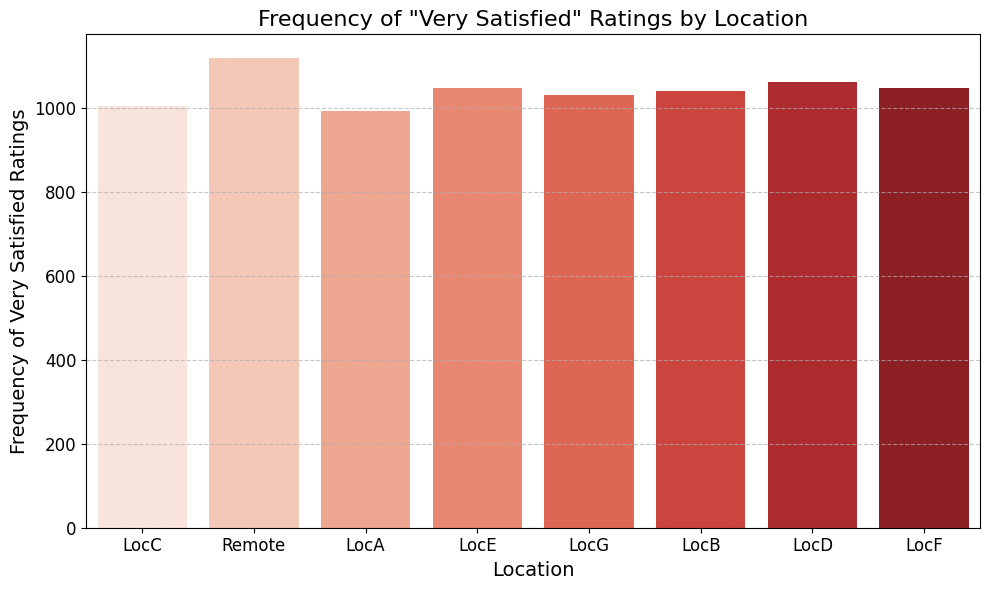 Frequency of "Very Satisfied" Ratings by Location
Frequency of Very Satisfied Ratings
1000
800
600
400
200
0
LocC Remote LocA LocE LocG LocB LocD LocF
Location